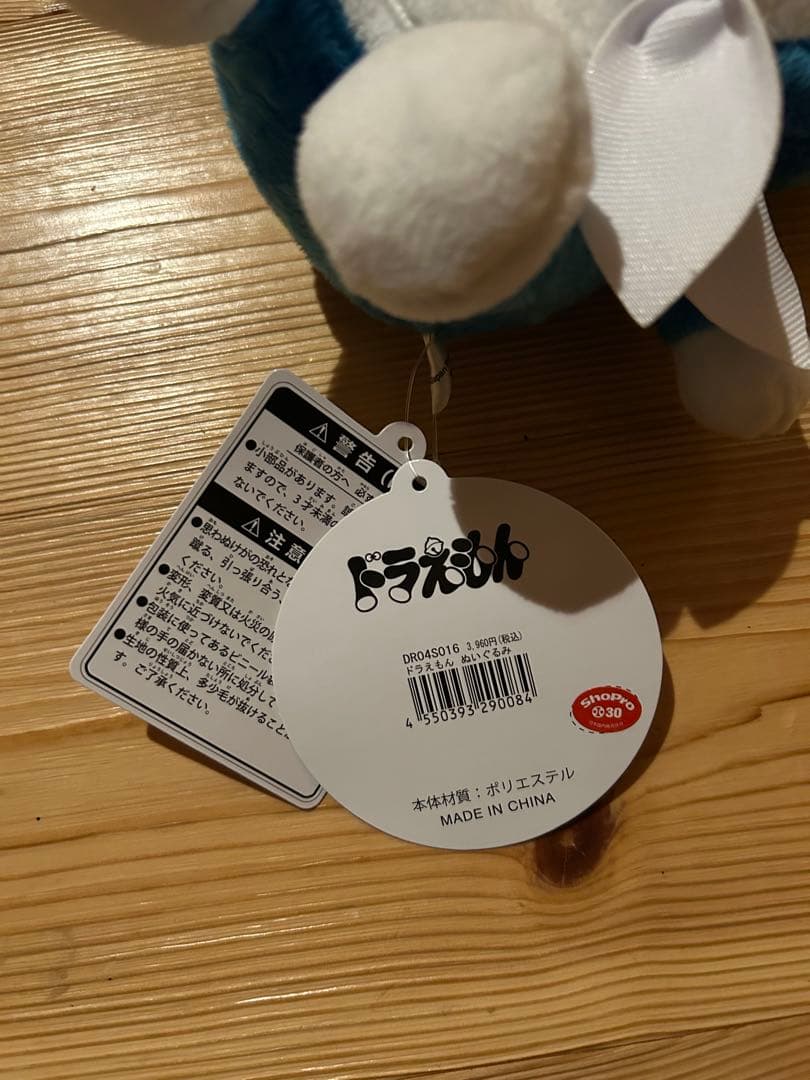 Japan
警告
保護者の方へ 必ず
●小部品があります。
ますので、3才未満の
ないでください。
注意
●思わぬけがの恐れとな
蹴る、引っ張り合う
ください。
●変形、変質又は火災の原
火気に近づけないでくだ
●包装に使ってあるビニール
様の手の届かない所に処分して
●生地の性質上、多少毛が抜けること
す。ご了承ください。
ドラえもん
DR04S016 3,960円(税込)
ドラえもん ぬいぐるみ
4 550393 290084
ShoPro
30
本体材質:ポリエステル
MADE IN CHINA